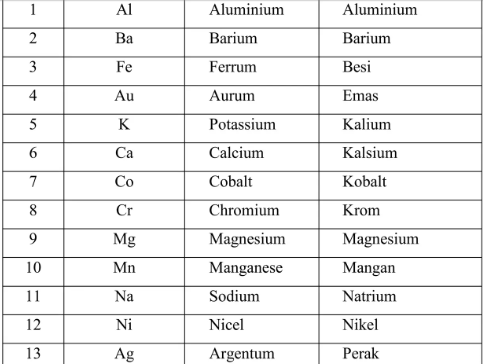 1 Al Aluminium Aluminium
2 Ba Barium Barium
3 Fe Ferrum Besi
4 Au Aurum Emas
5 K Potassium Kalium
6 Ca Calcium Kalsium
7 Co Cobalt Kobalt
8 Cr Chromium Krom
9 Mg Magnesium Magnesium
10 Mn Manganese Mangan
11 Na Sodium Natrium
12 Ni Nicel Nikel
13 Ag Argentum Perak